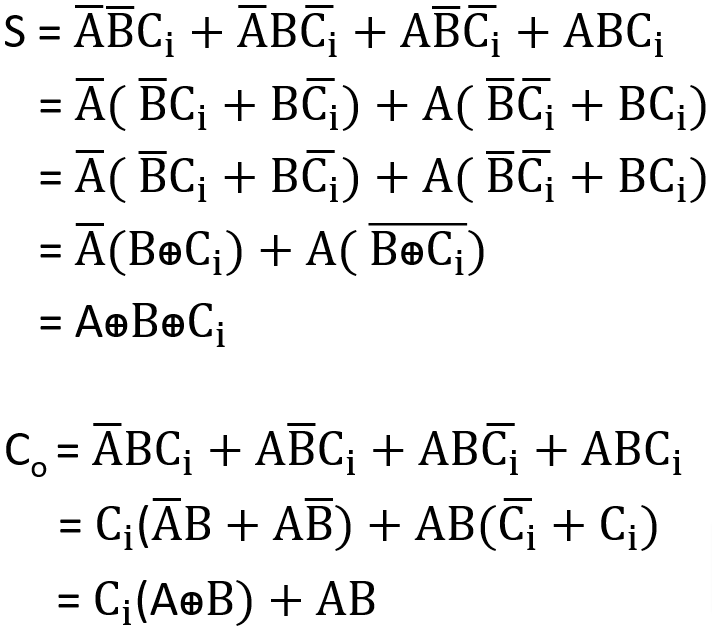 S = A̅B̅Cᵢ + A̅BC̅ᵢ + AB̅C̅ᵢ + ABCᵢ
= A̅( B̅Cᵢ + BC̅ᵢ) + A( B̅C̅ᵢ + BCᵢ)
= A̅( B̅Cᵢ + BC̅ᵢ) + A( B̅C̅ᵢ + BCᵢ)
= A̅(B⊕Cᵢ) + A( B̅⊕̅C̅ᵢ)
= A⊕B⊕Cᵢ
Cₒ = A̅BCᵢ + AB̅Cᵢ + ABC̅ᵢ + ABCᵢ
= Cᵢ(A̅B + AB̅) + AB(C̅ᵢ + Cᵢ)
= Cᵢ(A⊕B) + AB